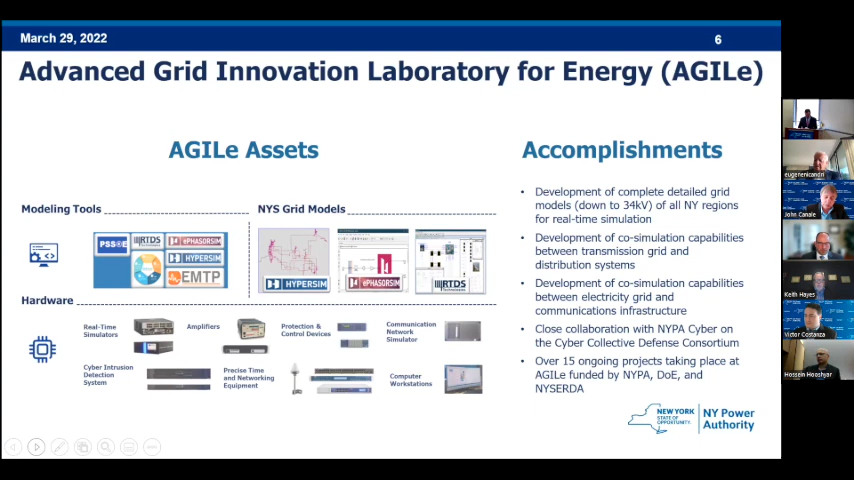 March 29, 2022
6
Advanced Grid Innovation Laboratory for Energy (AGILe)
AGILe Assets
Accomplishments
Modeling Tools
NYS Grid Models
PSS®E
RTDS
Technologies
ePHASORSIM
HYPERSIM
EMTP
HYPERSIM
ePHASORSIM
RTDS
Technologies
Hardware
Real-Time
Simulators
Amplifiers
Protection &
Control Devices
Communication
Network
Simulator
Cyber Intrusion
Detection
System
Precise Time
and Networking
Equipment
Computer
Workstations
• Development of complete detailed grid
models (down to 34kV) of all NY regions
for real-time simulation
• Development of co-simulation capabilities
between transmission grid and
distribution systems
• Development of co-simulation capabilities
between electricity grid and
communications infrastructure
• Close collaboration with NYPA Cyber on
the Cyber Collective Defense Consortium
• Over 15 ongoing projects taking place at
AGILe funded by NYPA, DoE, and
NYSERDA
NEW YORK
STATE OF
OPPORTUNITY.
NY Power
Authority
eugenenicandri
John Canale
Keith Hayes
Victor Costanza
Hossein Hooshyar